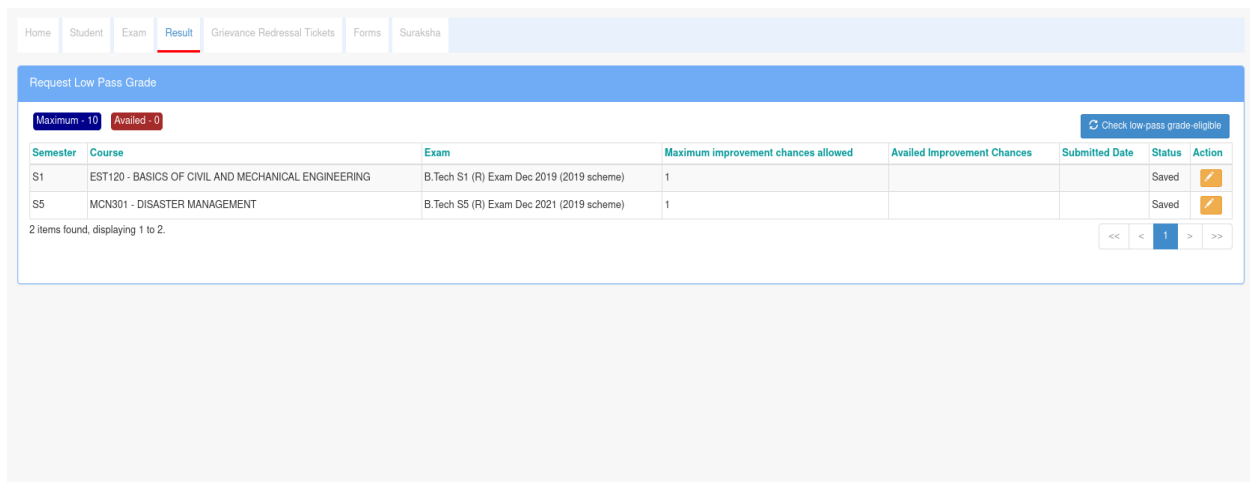 Home Student Exam Result Grievance Redressal Tickets Forms Suraksha
Request Low Pass Grade
Maximum - 10 Availed - 0 Check low-pass grade-eligible
Semester Course Exam Maximum improvement chances allowed Availed Improvement Chances Submitted Date Status Action
S1 EST120 - BASICS OF CIVIL AND MECHANICAL ENGINEERING B.Tech S1 (R) Exam Dec 2019 (2019 scheme) 1 Saved
S5 MCN301 - DISASTER MANAGEMENT B.Tech S5 (R) Exam Dec 2021 (2019 scheme) 1 Saved
2 items found, displaying 1 to 2.
<< < 1 > >>